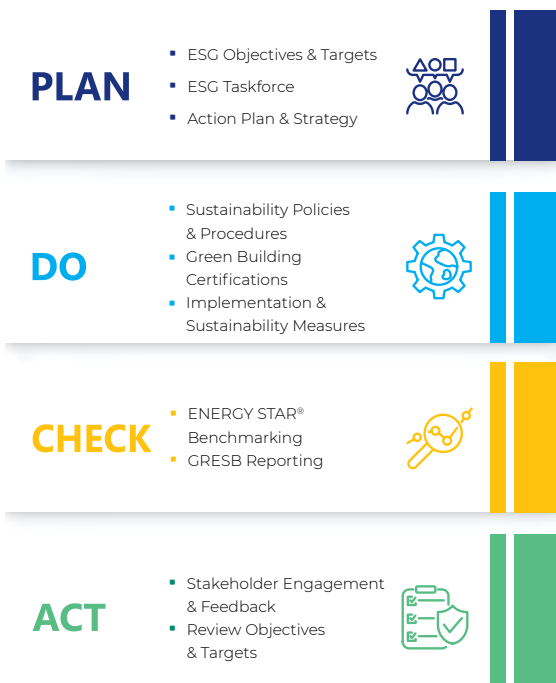 PLAN
ESG Objectives & Targets
ESG Taskforce
Action Plan & Strategy
DO
Sustainability Policies
& Procedures
Green Building
Certifications
Implementation &
Sustainability Measures
CHECK
ENERGY STAR®
Benchmarking
GRESB Reporting
ACT
Stakeholder Engagement
& Feedback
Review Objectives
& Targets